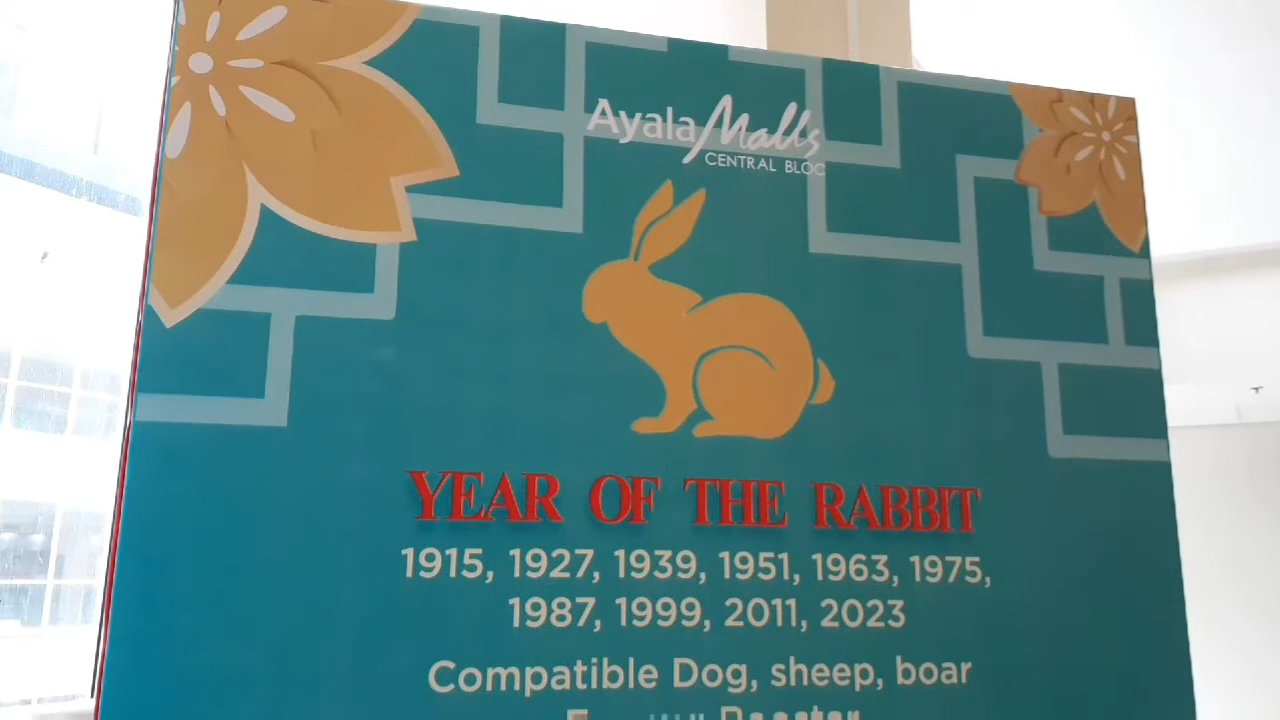 Ayala Malls
CENTRAL BLOC
YEAR OF THE RABBIT
1915, 1927, 1939, 1951, 1963, 1975,
1987, 1999, 2011, 2023
Compatible Dog, sheep, boar